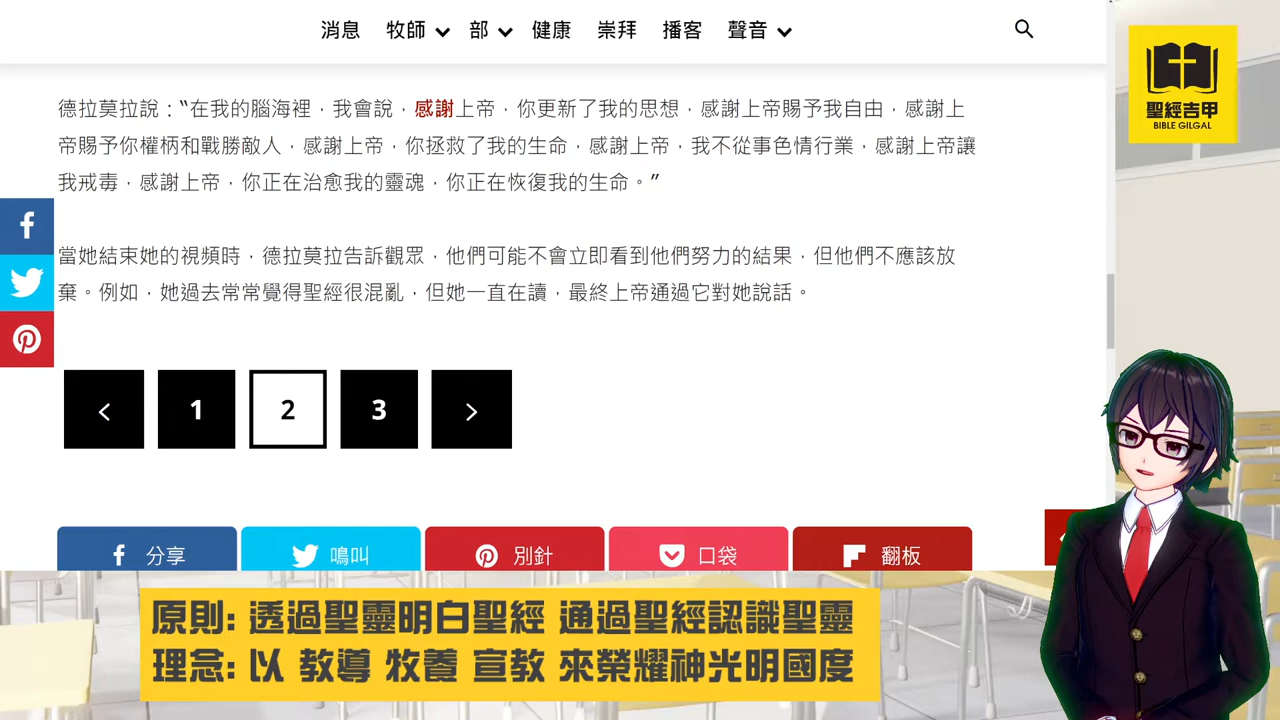 消息 牧師 部 健康 崇拜 播客 聲音
聖經吉甲
BIBLE GILGAL
德拉莫拉說：“在我的腦海裡，我會說，感謝上帝，你更新了我的思想，感謝上帝賜予我自由，感謝上
帝賜予你權柄和戰勝敵人，感謝上帝，你拯救了我的生命，感謝上帝，我不從事色情行業，感謝上帝讓
我戒毒，感謝上帝，你正在治愈我的靈魂，你正在恢復我的生命。”
當她結束她的視頻時，德拉莫拉告訴觀眾，他們可能不會立即看到他們努力的結果，但他們不應該放
棄。例如，她過去常常覺得聖經很混亂，但她一直在讀，最終上帝通過它對她說話。
1 2 3
分享 鳴叫 別針 口袋 翻板
原則: 透過聖靈明白聖經 通過聖經認識聖靈
理念: 以 教導 牧養 宣教 來榮耀神光明國度